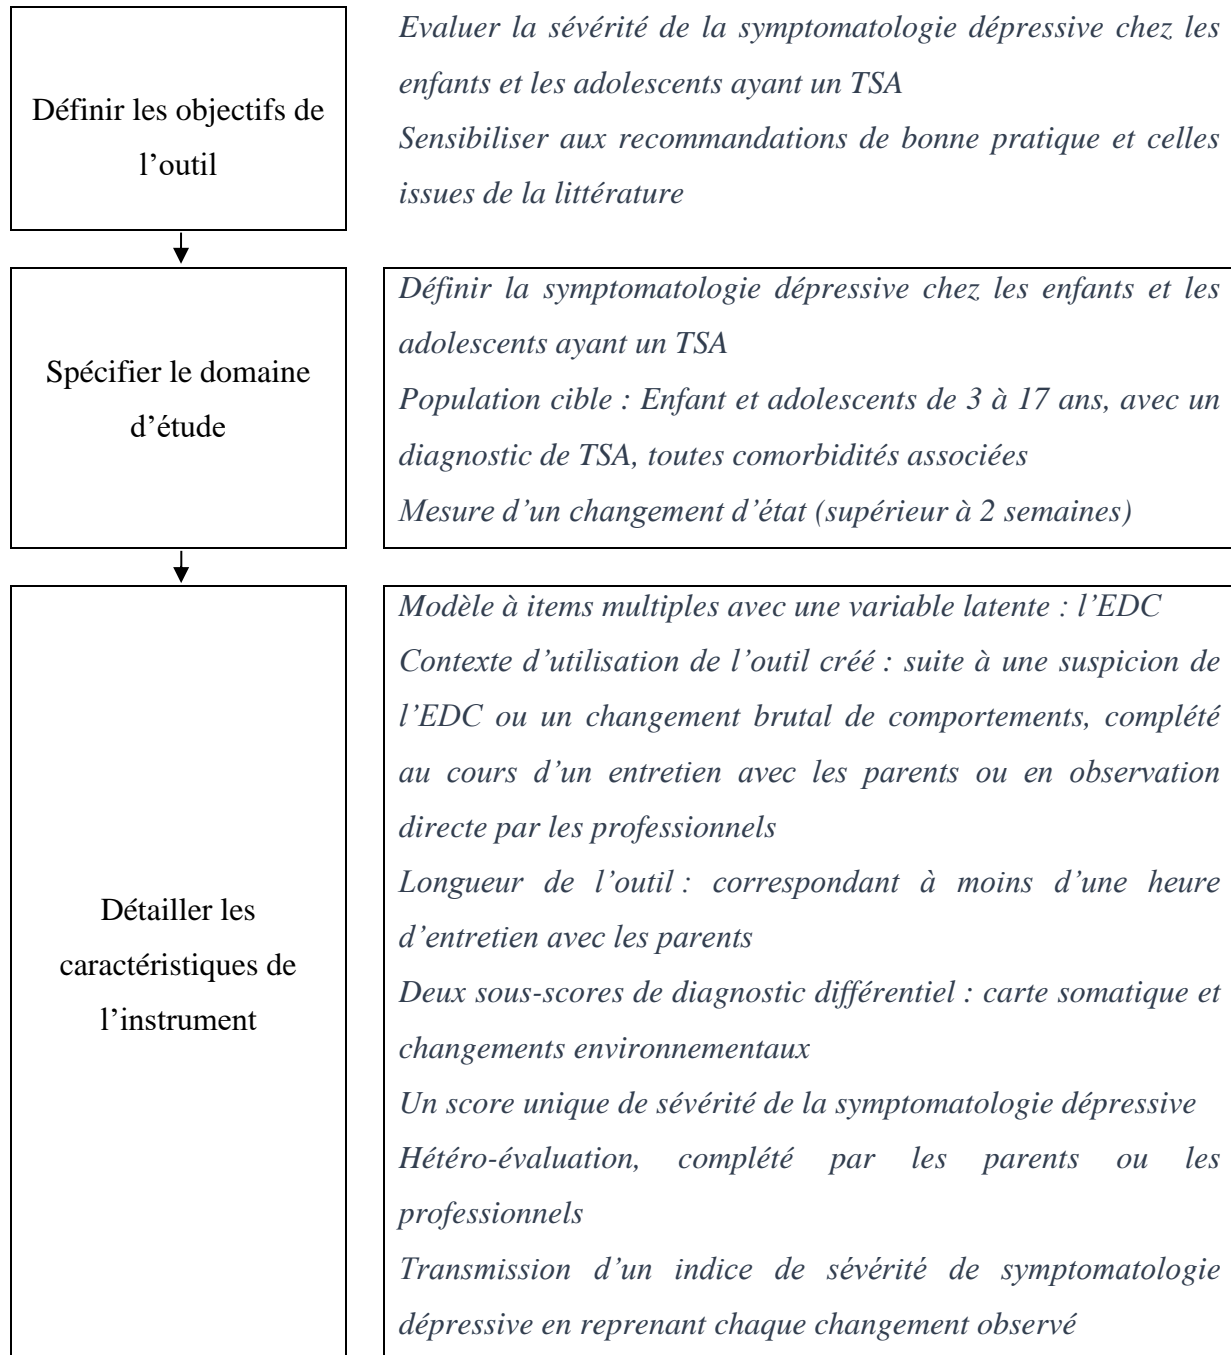 Définir les objectifs de
l’outil
Evaluer la sévérité de la symptomatologie dépressive chez les
enfants et les adolescents ayant un TSA
Sensibiliser aux recommandations de bonne pratique et celles
issues de la littérature
Spécifier le domaine
d’étude
Définir la symptomatologie dépressive chez les enfants et les
adolescents ayant un TSA
Population cible : Enfant et adolescents de 3 à 17 ans, avec un
diagnostic de TSA, toutes comorbidités associées
Mesure d’un changement d’état (supérieur à 2 semaines)
Détailler les
caractéristiques de
l’instrument
Modèle à items multiples avec une variable latente : l’EDC
Contexte d’utilisation de l’outil créé : suite à une suspicion de
l’EDC ou un changement brutal de comportements, complété
au cours d’un entretien avec les parents ou en observation
directe par les professionnels
Longueur de l’outil : correspondant à moins d’une heure
d’entretien avec les parents
Deux sous-scores de diagnostic différentiel : carte somatique et
changements environnementaux
Un score unique de sévérité de la symptomatologie dépressive
Hétéro-évaluation, complété par les parents ou les
professionnels
Transmission d’un indice de sévérité de symptomatologie
dépressive en reprenant chaque changement observé